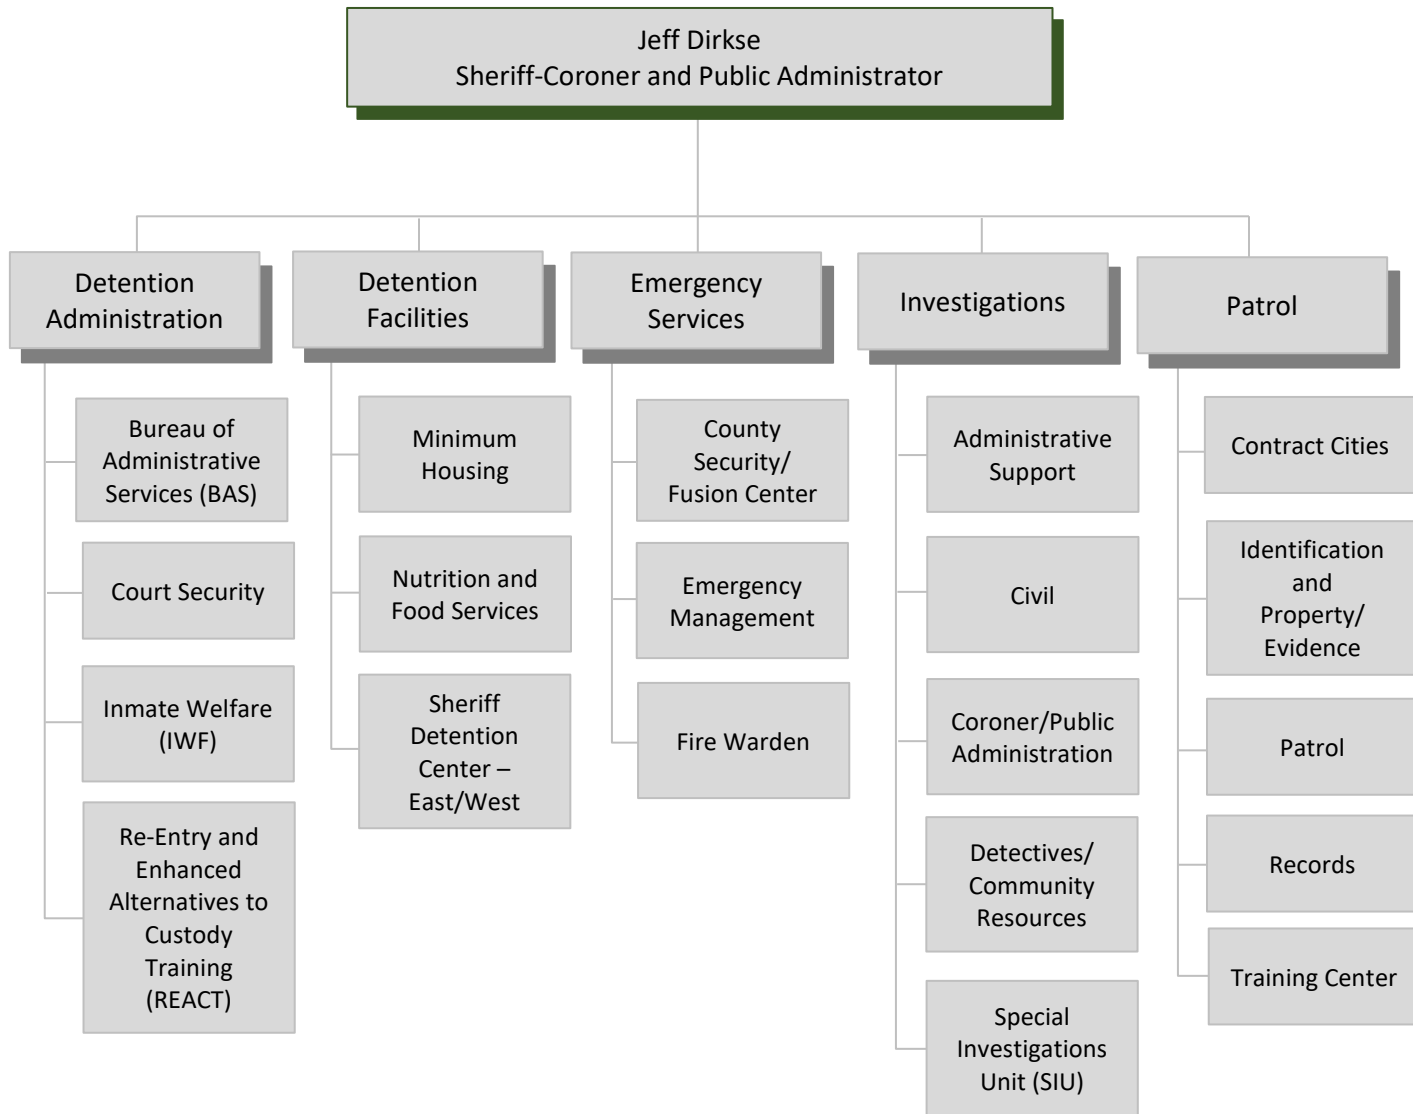 Jeff Dirkse
Sheriff-Coroner and Public Administrator
Detention
Administration
Detention
Facilities
Emergency
Services
Investigations
Patrol
Bureau of
Administrative
Services (BAS)
Court Security
Inmate Welfare
(IWF)
Re-Entry and
Enhanced
Alternatives to
Custody
Training
(REACT)
Minimum
Housing
Nutrition and
Food Services
Sheriff
Detention
Center –
East/West
County
Security/
Fusion Center
Emergency
Management
Fire Warden
Administrative
Support
Civil
Coroner/Public
Administration
Detectives/
Community
Resources
Special
Investigations
Unit (SIU)
Contract Cities
Identification
and
Property/
Evidence
Patrol
Records
Training Center